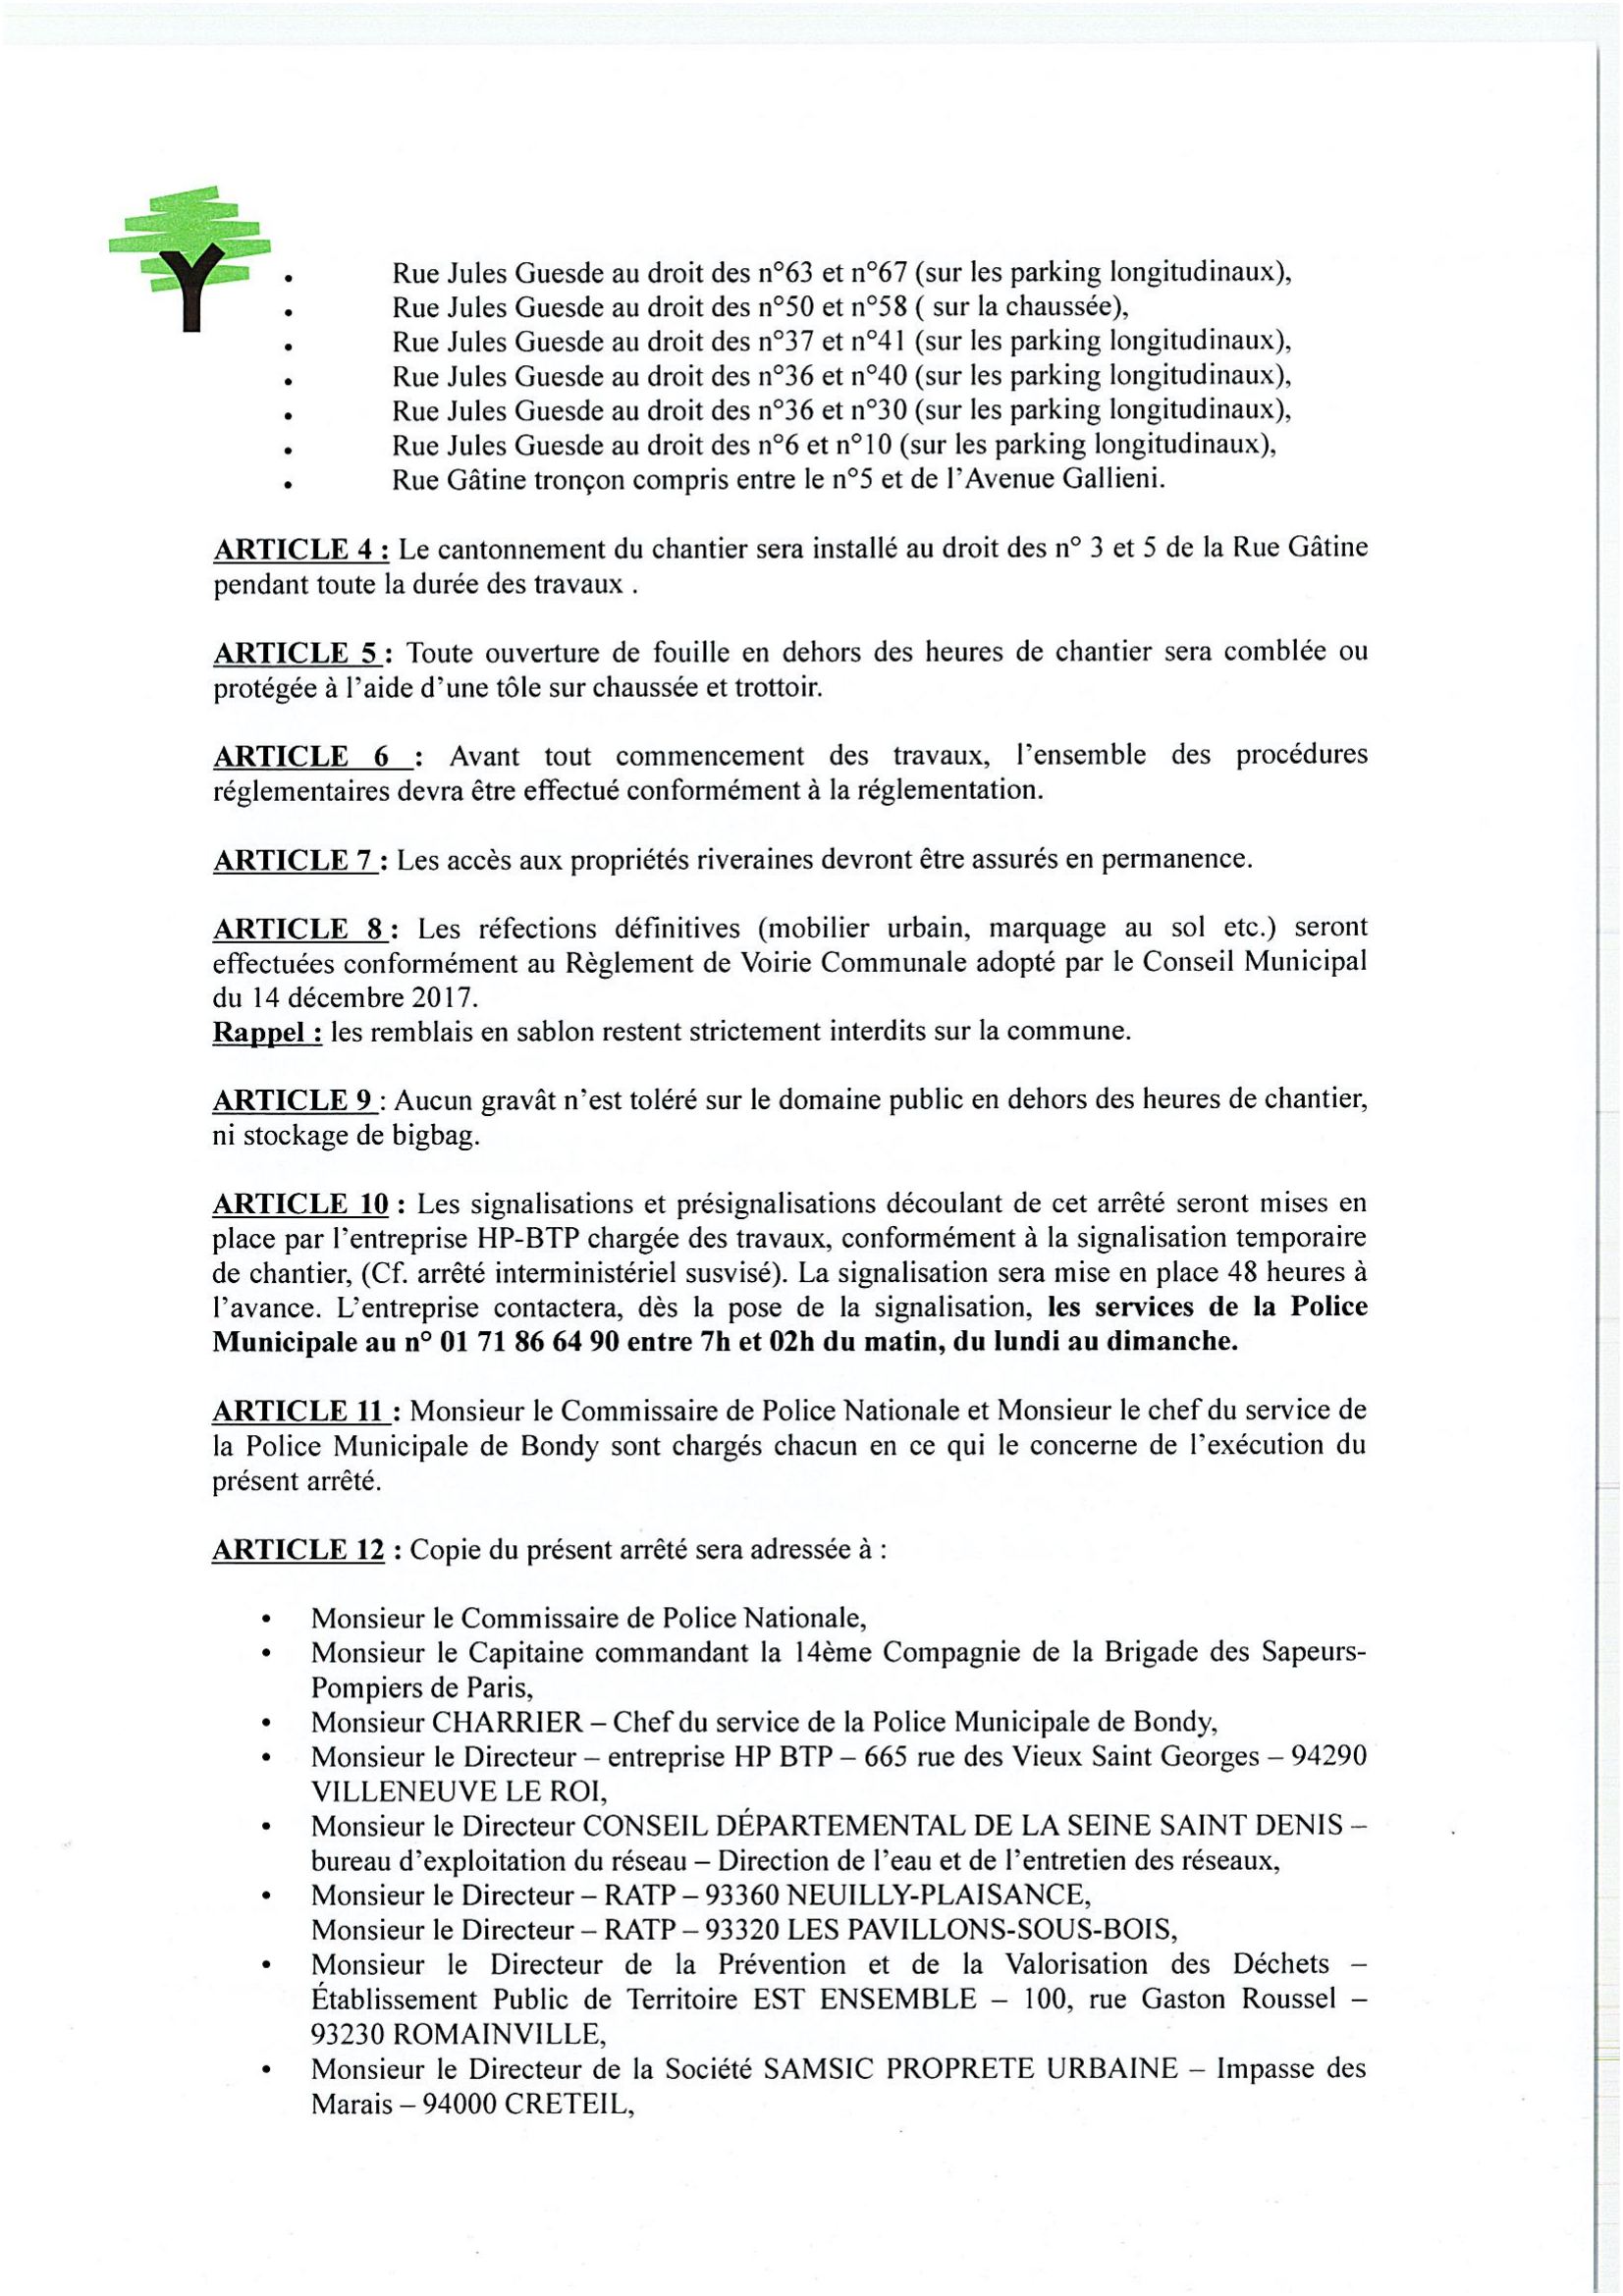 • Rue Jules Guesde au droit des n°63 et n°67 (sur les parking longitudinaux),
• Rue Jules Guesde au droit des n°50 et n°58 ( sur la chaussée),
• Rue Jules Guesde au droit des n°37 et n°41 (sur les parking longitudinaux),
• Rue Jules Guesde au droit des n°36 et n°40 (sur les parking longitudinaux),
• Rue Jules Guesde au droit des n°36 et n°30 (sur les parking longitudinaux),
• Rue Jules Guesde au droit des n°6 et n°10 (sur les parking longitudinaux),
• Rue Gâtine tronçon compris entre le n°5 et de l’Avenue Gallieni.
ARTICLE 4 : Le cantonnement du chantier sera installé au droit des n° 3 et 5 de la Rue Gâtine
pendant toute la durée des travaux .
ARTICLE 5 : Toute ouverture de fouille en dehors des heures de chantier sera comblée ou
protégée à l’aide d’une tôle sur chaussée et trottoir.
ARTICLE 6 : Avant tout commencement des travaux, l’ensemble des procédures
réglementaires devra être effectué conformément à la réglementation.
ARTICLE 7 : Les accès aux propriétés riveraines devront être assurés en permanence.
ARTICLE 8 : Les réfections définitives (mobilier urbain, marquage au sol etc.) seront
effectuées conformément au Règlement de Voirie Communale adopté par le Conseil Municipal
du 14 décembre 2017.
Rappel : les remblais en sablon restent strictement interdits sur la commune.
ARTICLE 9 : Aucun gravât n’est toléré sur le domaine public en dehors des heures de chantier,
ni stockage de bigbag.
ARTICLE 10 : Les signalisations et présignalisations découlant de cet arrêté seront mises en
place par l’entreprise HP-BTP chargée des travaux, conformément à la signalisation temporaire
de chantier, (Cf. arrêté interministériel susvisé). La signalisation sera mise en place 48 heures à
l’avance. L’entreprise contactera, dès la pose de la signalisation, les services de la Police
Municipale au n° 01 71 86 64 90 entre 7h et 02h du matin, du lundi au dimanche.
ARTICLE 11 : Monsieur le Commissaire de Police Nationale et Monsieur le chef du service de
la Police Municipale de Bondy sont chargés chacun en ce qui le concerne de l’exécution du
présent arrêté.
ARTICLE 12 : Copie du présent arrêté sera adressée à :
• Monsieur le Commissaire de Police Nationale,
• Monsieur le Capitaine commandant la 14ème Compagnie de la Brigade des Sapeurs-
Pompiers de Paris,
• Monsieur CHARRIER – Chef du service de la Police Municipale de Bondy,
• Monsieur le Directeur – entreprise HP BTP – 665 rue des Vieux Saint Georges – 94290
VILLENEUVE LE ROI,
• Monsieur le Directeur CONSEIL DÉPARTEMENTAL DE LA SEINE SAINT DENIS –
bureau d’exploitation du réseau – Direction de l’eau et de l’entretien des réseaux,
• Monsieur le Directeur – RATP – 93360 NEUILLY-PLAISANCE,
Monsieur le Directeur – RATP – 93320 LES PAVILLONS-SOUS-BOIS,
• Monsieur le Directeur de la Prévention et de la Valorisation des Déchets –
Établissement Public de Territoire EST ENSEMBLE – 100, rue Gaston Roussel –
93230 ROMAINVILLE,
• Monsieur le Directeur de la Société SAMSIC PROPRETE URBAINE – Impasse des
Marais – 94000 CRETEIL,